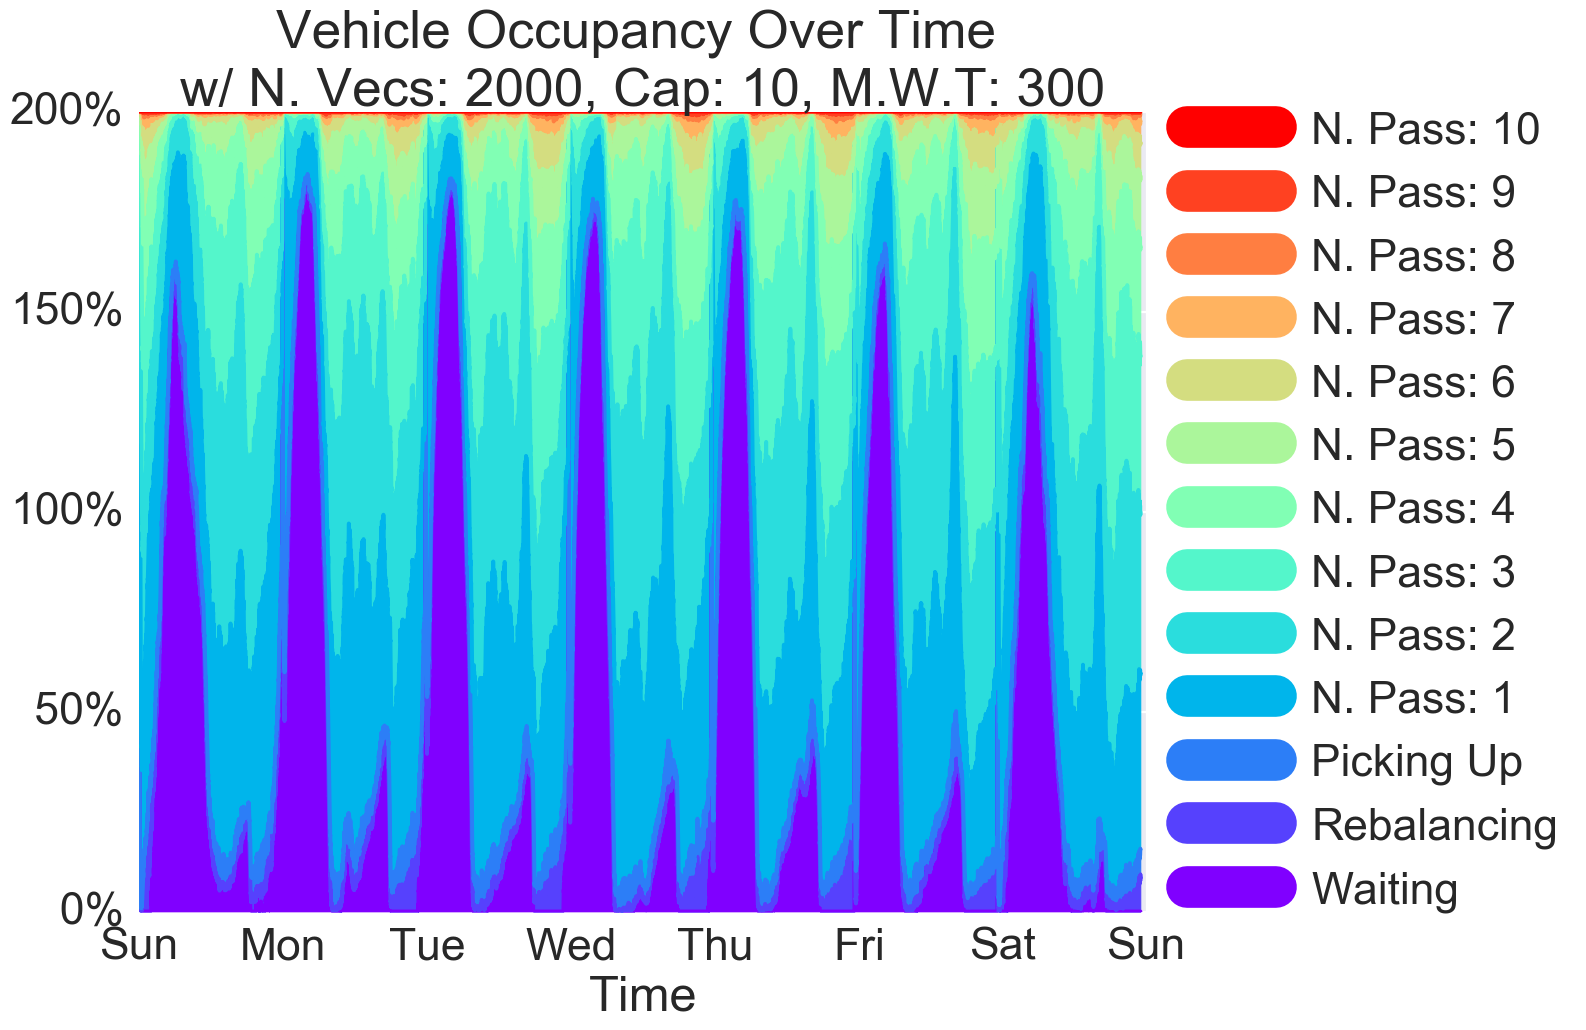 Vehicle Occupancy Over Time
w/ N. Vecs: 2000, Cap: 10, M.W.T: 300
200%
150%
100%
50%
0%
Sun Mon Tue Wed Thu Fri Sat Sun
Time
N. Pass: 10
N. Pass: 9
N. Pass: 8
N. Pass: 7
N. Pass: 6
N. Pass: 5
N. Pass: 4
N. Pass: 3
N. Pass: 2
N. Pass: 1
Picking Up
Rebalancing
Waiting